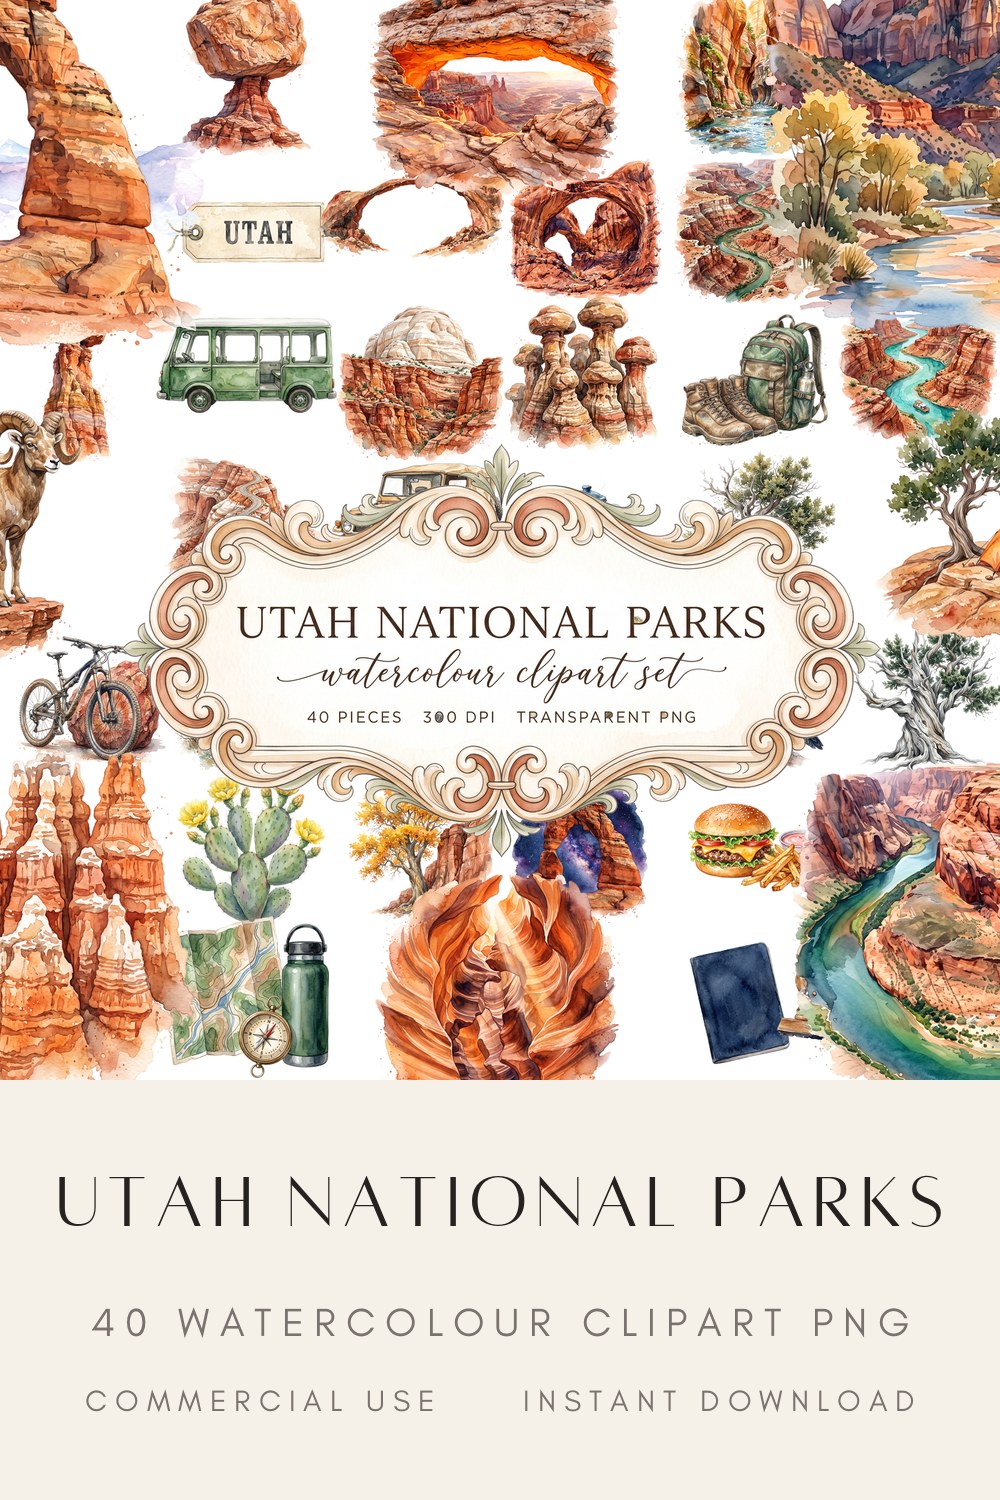 UTAH
UTAH NATIONAL PARKS
watercolour clipart set
40 PIECES 300 DPI TRANSPARENT PNG
UTAH NATIONAL PARKS
40 WATERCOLOUR CLIPART PNG
COMMERCIAL USE INSTANT DOWNLOAD